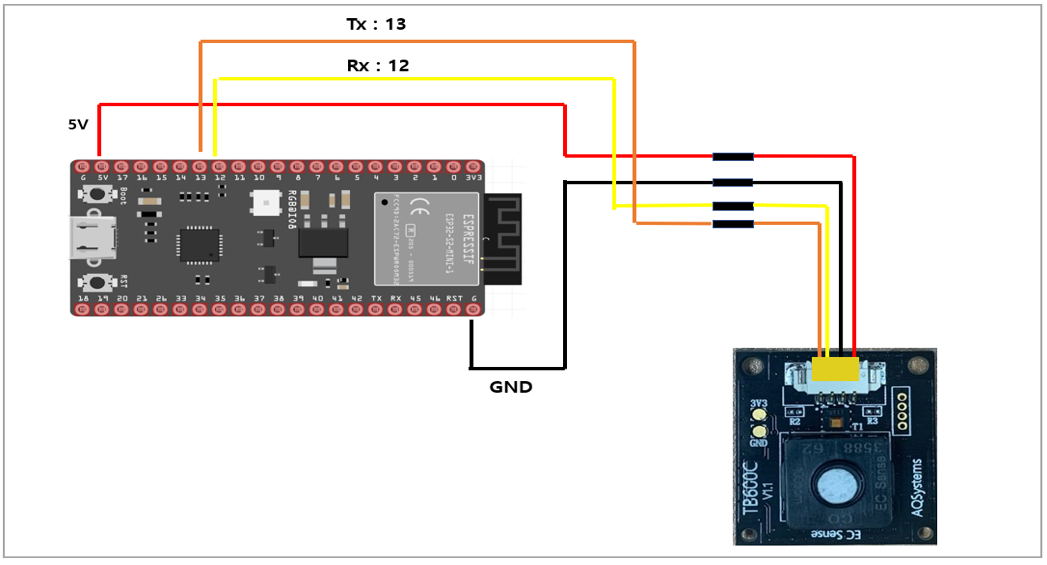 Tx : 13
Rx : 12
5V
G 5V 17 16 15 14 13 12 11 10 9 8 7 6 5 4 3 2 1 0 3V3
Boot
RGB@IO8
CE
ESPRESSIF
ESP32-S2-MINI-1
RST
18 19 20 21 26 33 34 35 36 37 38 39 40 41 42 TX RX 45 46 RST G
GND
3V3
R2
R3
GND
T1
TB600C
V1.1
3588
62
EC Sense
AQSystems
EC Sense